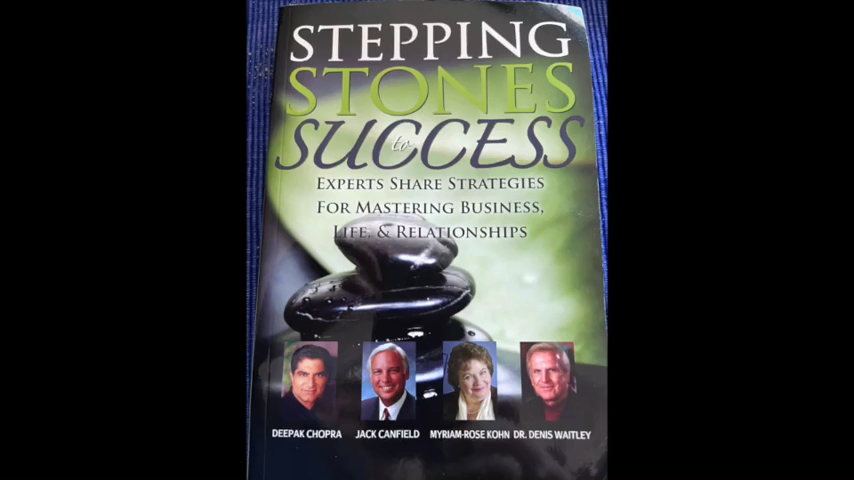 STEPPING
STONES
to
SUCCESS
EXPERTS SHARE STRATEGIES
FOR MASTERING BUSINESS,
LIFE, & RELATIONSHIPS
DEEPAK CHOPRA JACK CANFIELD MYRIAM-ROSE KOHN DR. DENIS WAITLEY